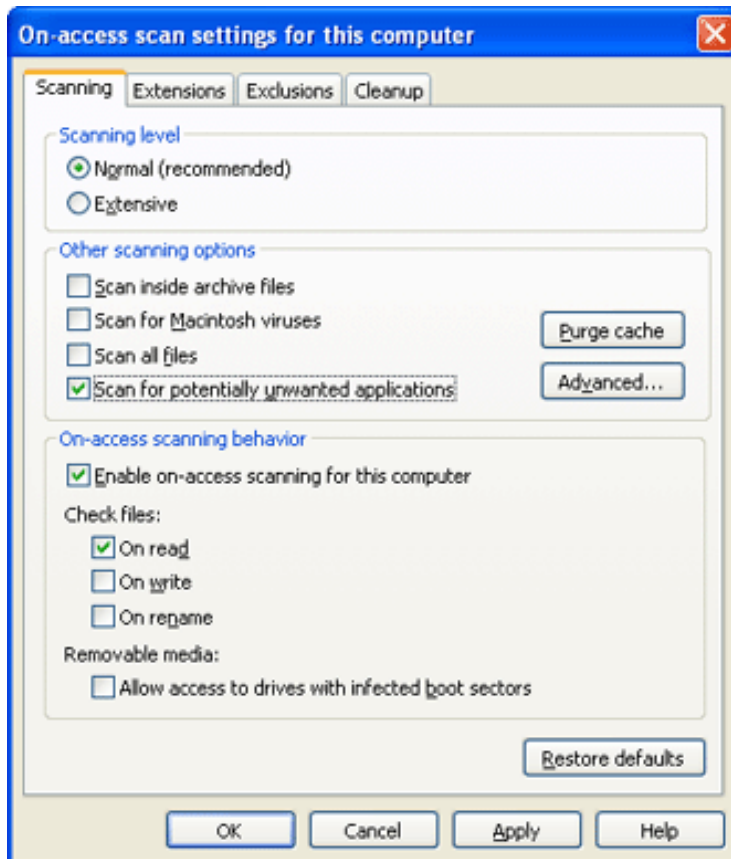 On-access scan settings for this computer
Scanning Extensions Exclusions Cleanup
Scanning level
Normal (recommended)
Extensive
Other scanning options
Scan inside archive files
Scan for Macintosh viruses
Purge cache
Scan all files
Scan for potentially unwanted applications
Advanced...
On-access scanning behavior
Enable on-access scanning for this computer
Check files:
On read
On write
On rename
Removable media:
Allow access to drives with infected boot sectors
Restore defaults
OK Cancel Apply Help